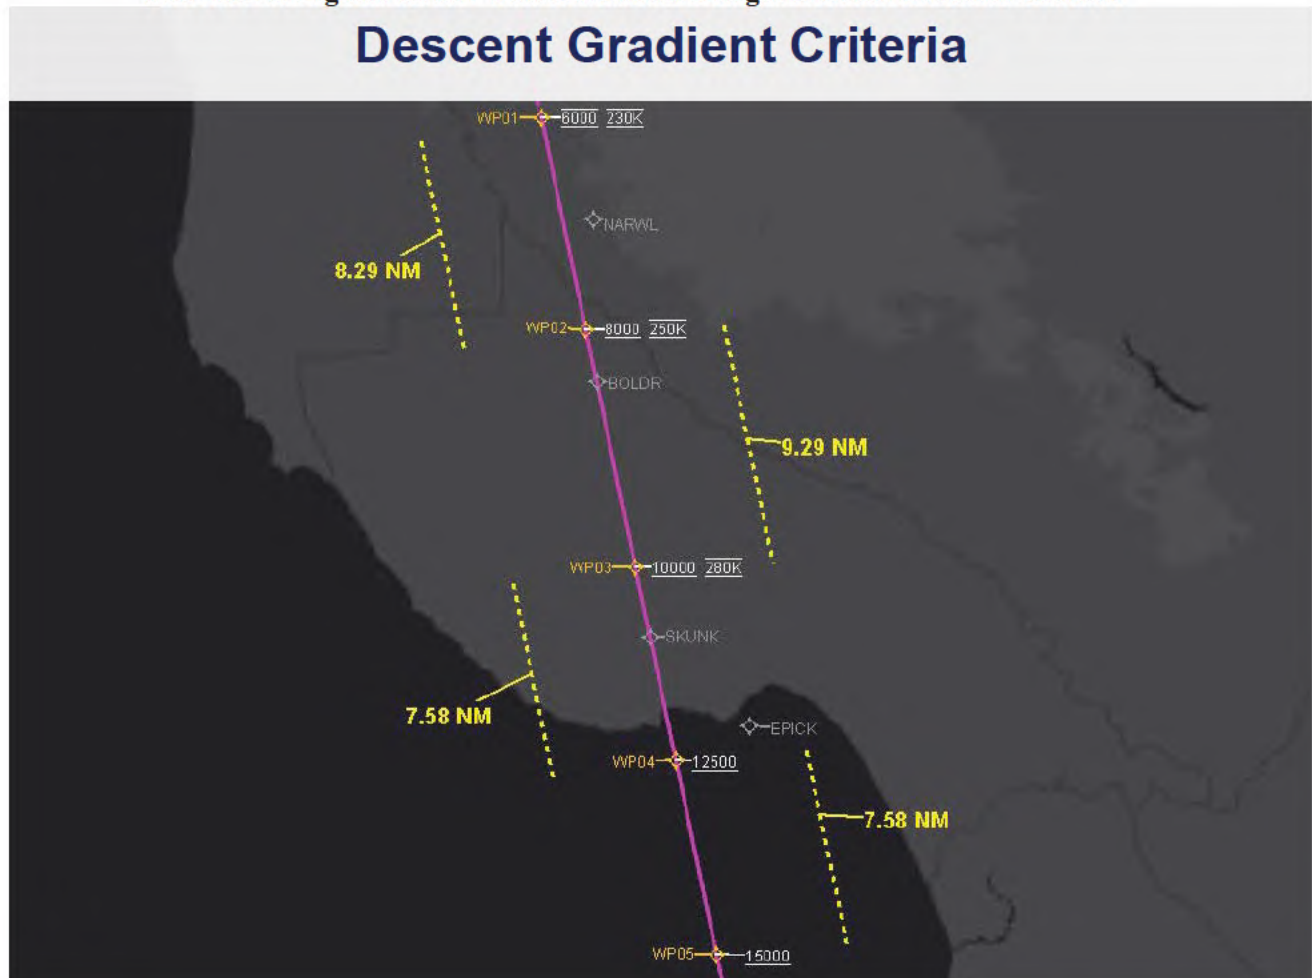 Descent Gradient Criteria
WP01 6000 230K
NARWL
8.29 NM
WP02 8000 250K
BOLDR
9.29 NM
WP03 10000 280K
SKUNK
7.58 NM
EPICK
WP04 12500
7.58 NM
WP05 15000